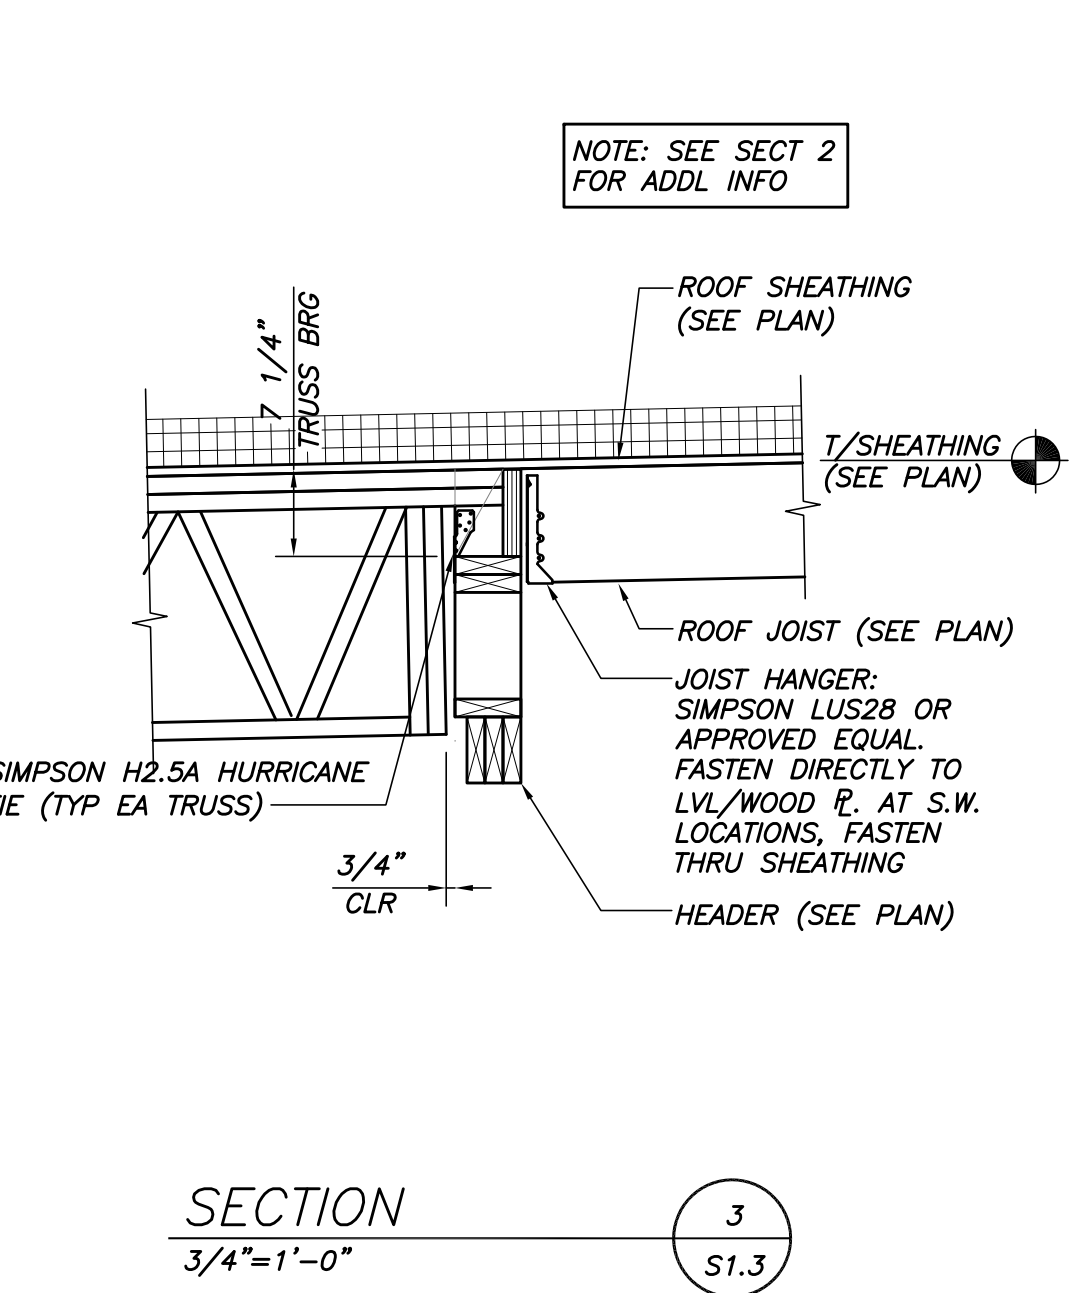 NOTE: SEE SECT 2
FOR ADDL INFO
ROOF SHEATHING
(SEE PLAN)
7 1/4"
TRUSS BRG
T/SHEATHING
(SEE PLAN)
ROOF JOIST (SEE PLAN)
JOIST HANGER:
SIMPSON LUS28 OR
APPROVED EQUAL.
FASTEN DIRECTLY TO
LVL/WOOD PL. AT S.W.
LOCATIONS, FASTEN
THRU SHEATHING
SIMPSON H2.5A HURRICANE
(TYP EA TRUSS)
3/4"
CLR
HEADER (SEE PLAN)
SECTION
3/4"=1'-0"
3
S1.3